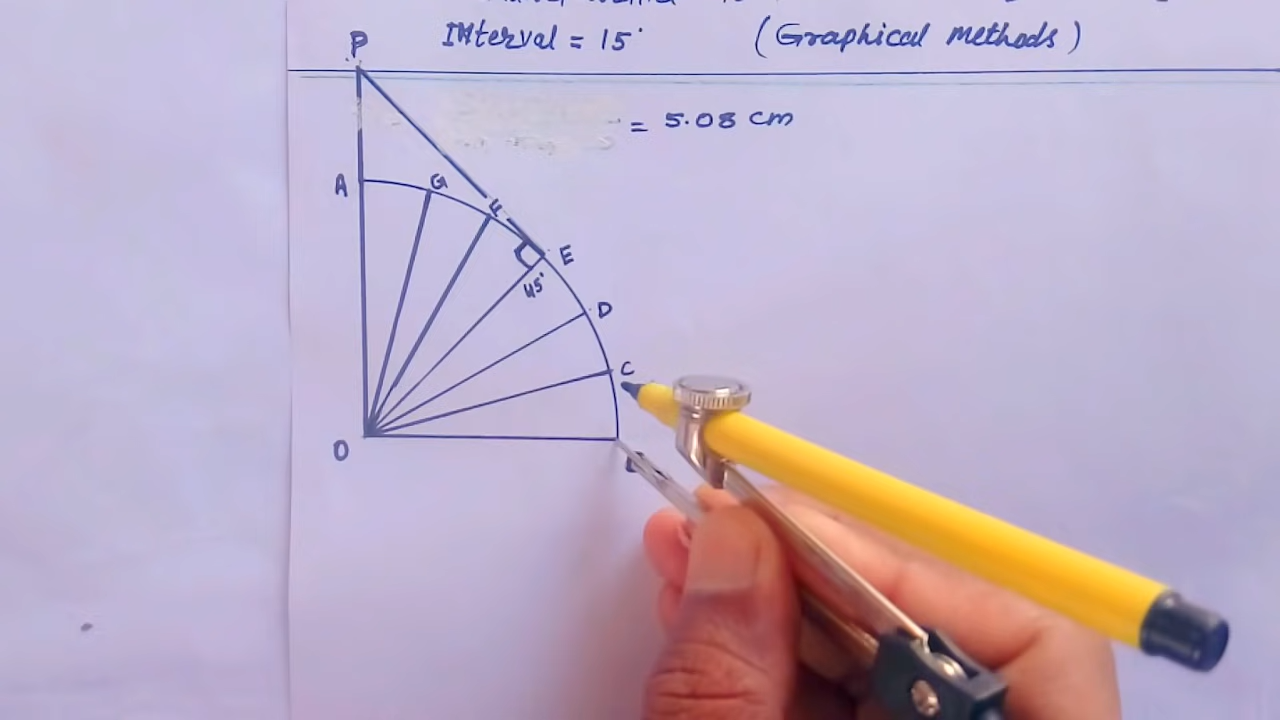 INterval = 15° (Graphical methods)
P
= 5.08 cm
A
G
F
E
45°
D
C
O